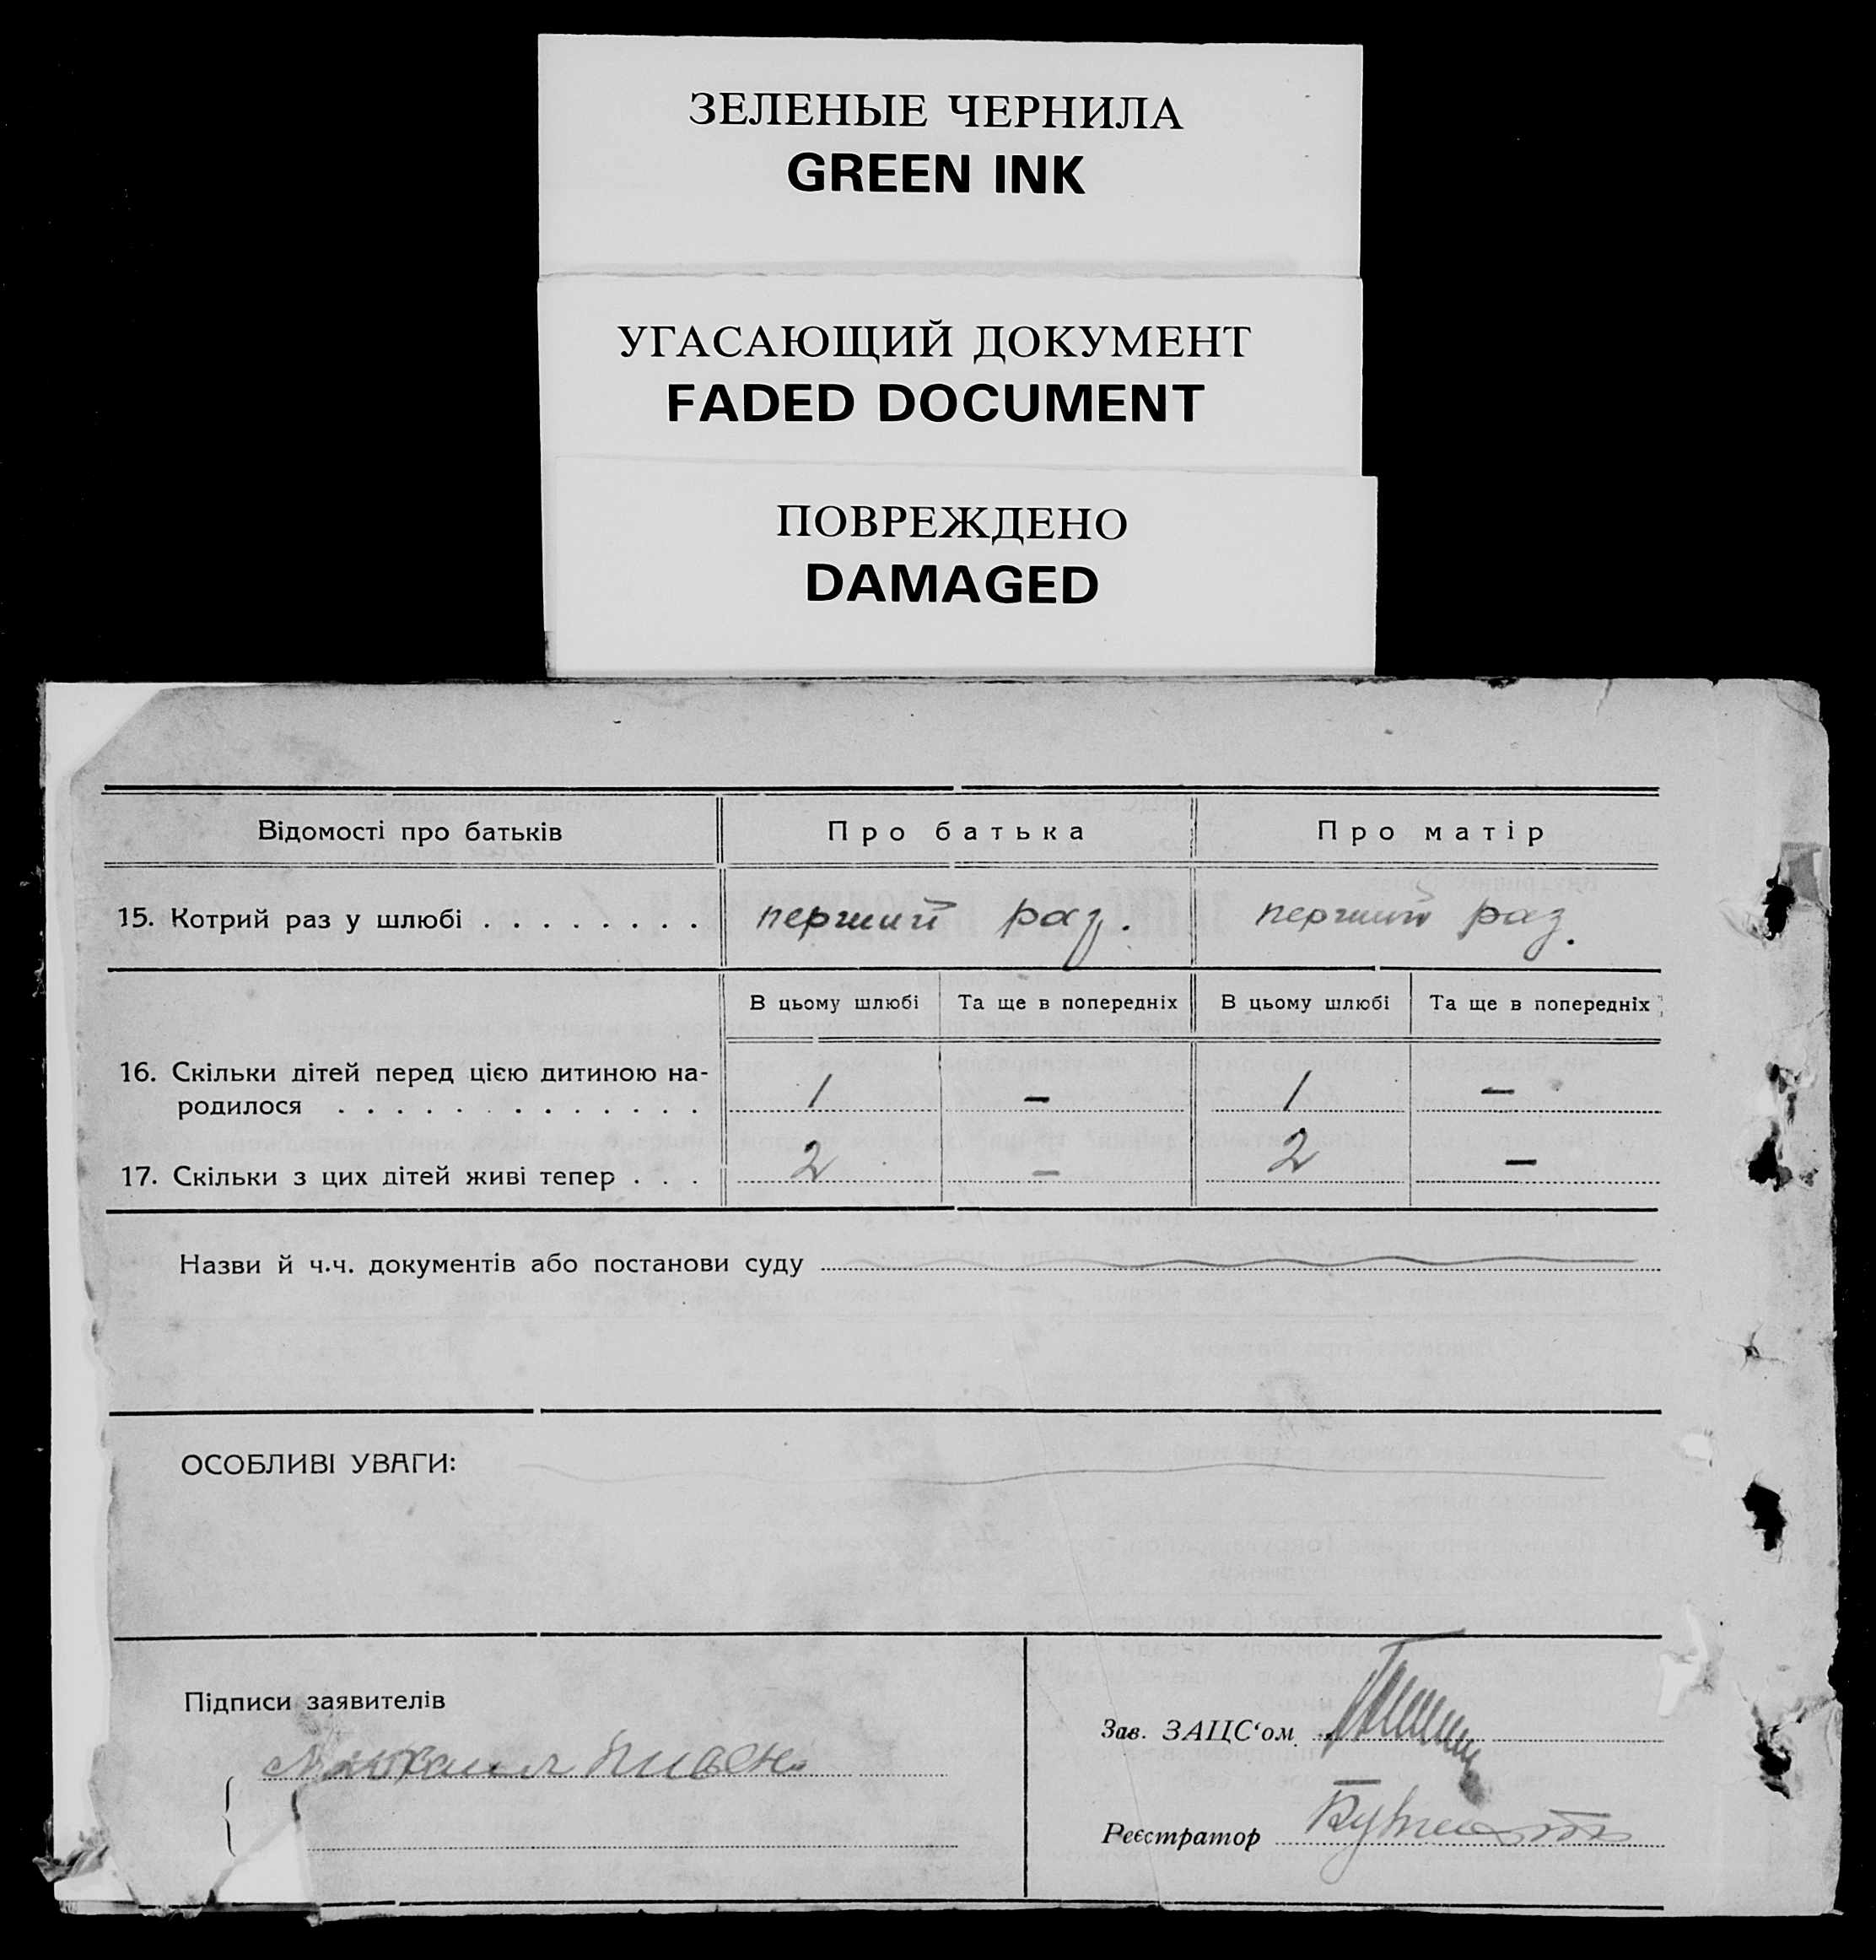 ЗЕЛЕНЫЕ ЧЕРНИЛА
GREEN INK
УГАСАЮЩИЙ ДОКУМЕНТ
FADED DOCUMENT
ПОВРЕЖДЕНО
DAMAGED
Відомості про батьків Про батька Про матір
15. Котрий раз у шлюбі . . . . . . . . перший раз. перший раз.
В цьому шлюбі Та ще в попередніх В цьому шлюбі Та ще в попередніх
16. Скільки дітей перед цією дитиною на-
родилося . . . . . . . . . . . . . 1 – 1 –
17. Скільки з цих дітей живі тепер . . . 2 – 2 –
Назви й ч.ч. документів або постанови суду
ОСОБЛИВІ УВАГИ:
Підписи заявителів
Зав. ЗАЦС‘ом
Реєстратор